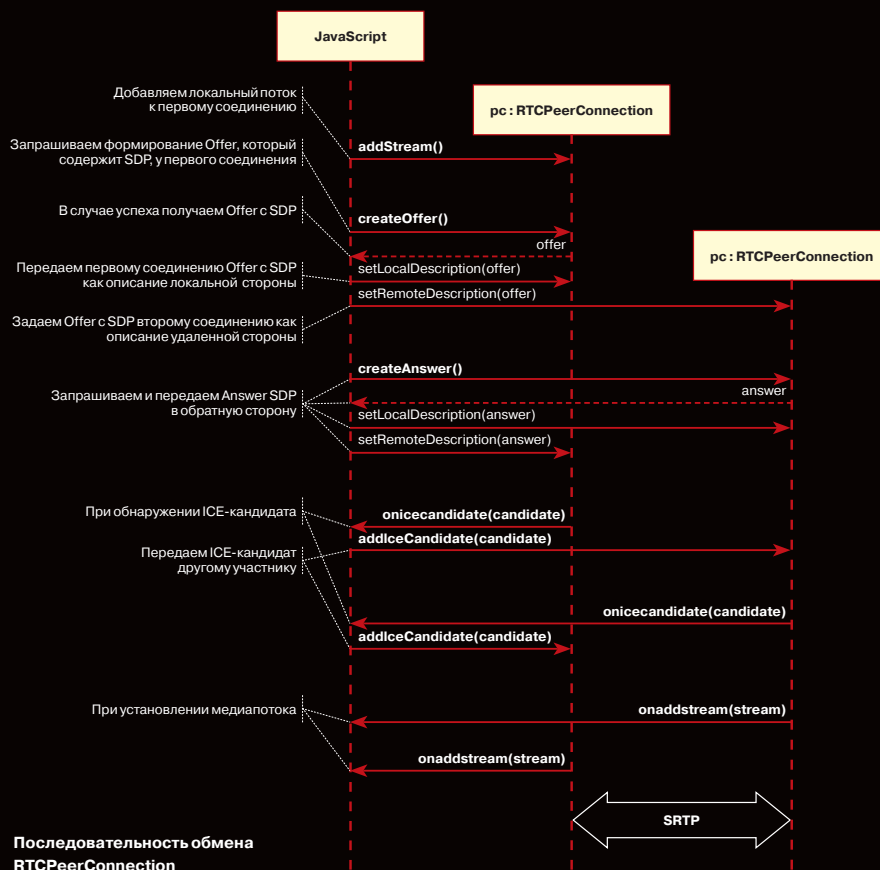 JavaScript
Добавляем локальный поток
к первому соединению
pc : RTCPeerConnection
addStream()
Запрашиваем формирование Offer, который
содержит SDP, у первого соединения
В случае успеха получаем Offer с SDP
createOffer()
offer
pc : RTCPeerConnection
Передаем первому соединению Offer с SDP
как описание локальной стороны
setLocalDescription(offer)
setRemoteDescription(offer)
Задаем Offer с SDP второму соединению как
описание удаленной стороны
createAnswer()
answer
Запрашиваем и передаем Answer SDP
в обратную сторону
setLocalDescription(answer)
setRemoteDescription(answer)
При обнаружении ICE-кандидата
onicecandidate(candidate)
addIceCandidate(candidate)
Передаем ICE-кандидат
другому участнику
onicecandidate(candidate)
addIceCandidate(candidate)
При установлении медиапотока
onaddstream(stream)
onaddstream(stream)
SRTP
Последовательность обмена
RTCPeerConnection